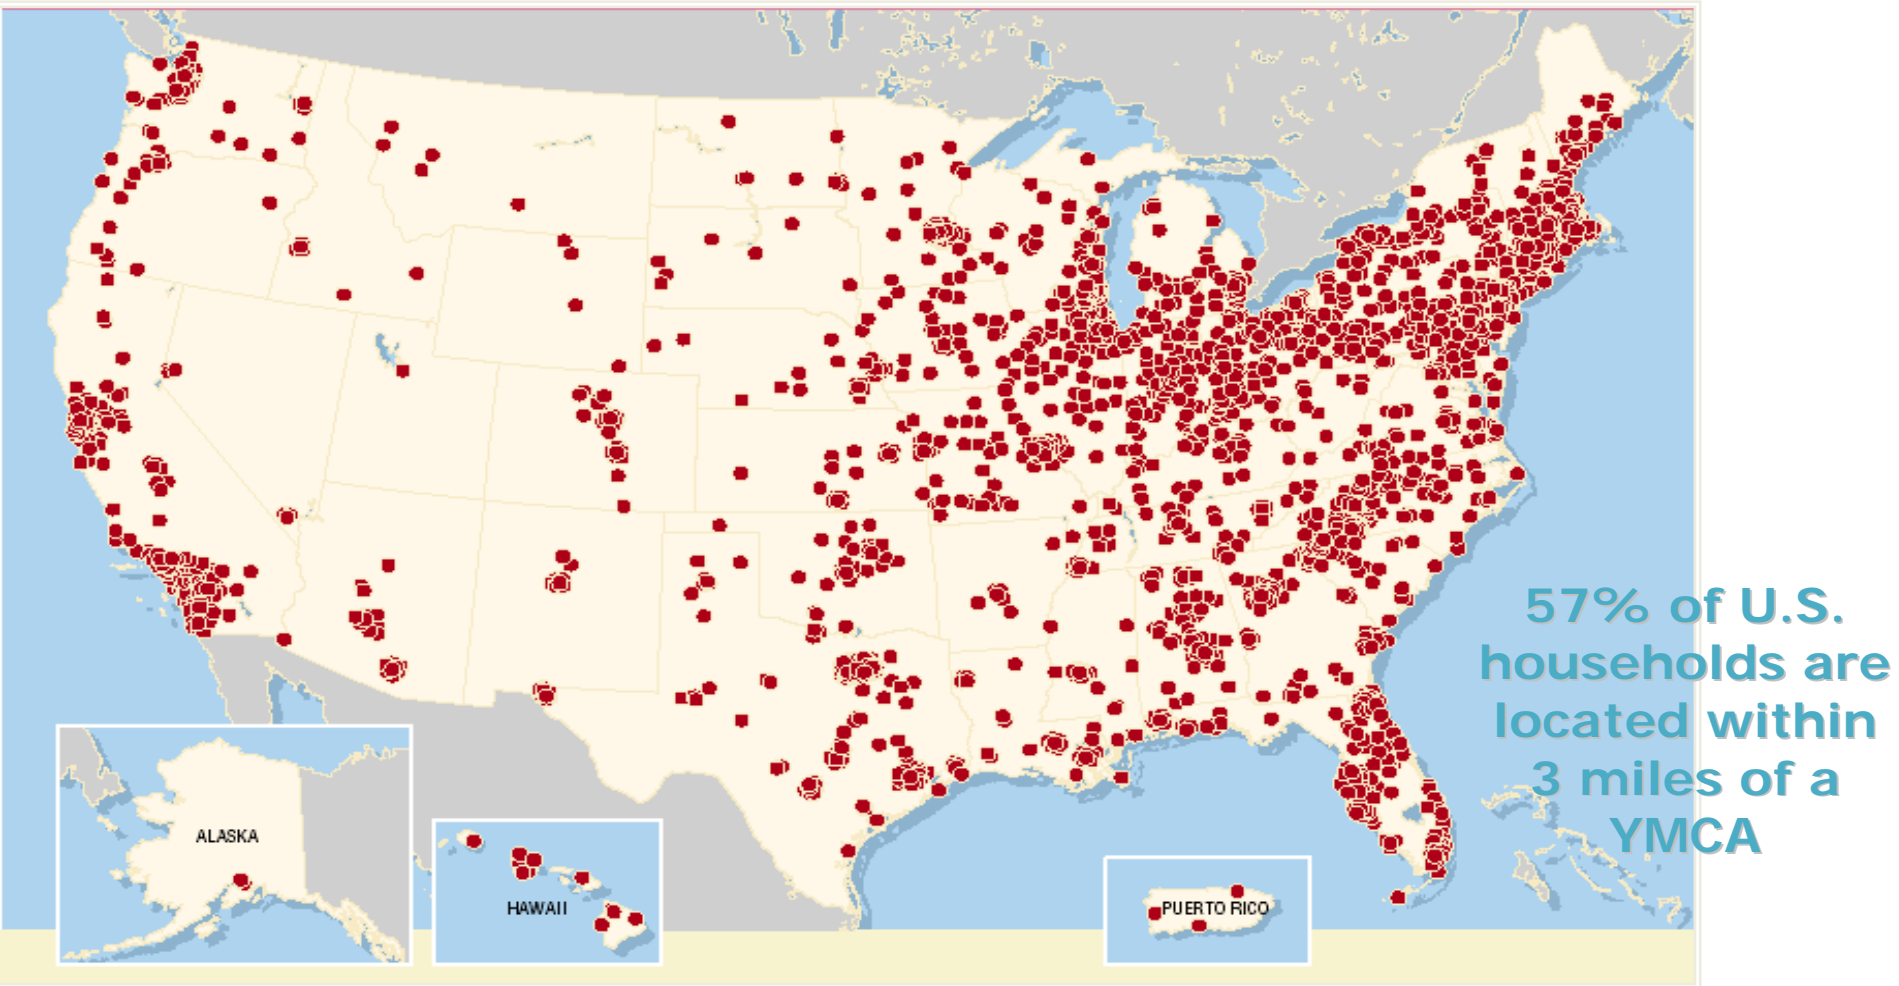 57% of U.S.
households are
located within
3 miles of a
YMCA
ALASKA
HAWAII
PUERTO RICO